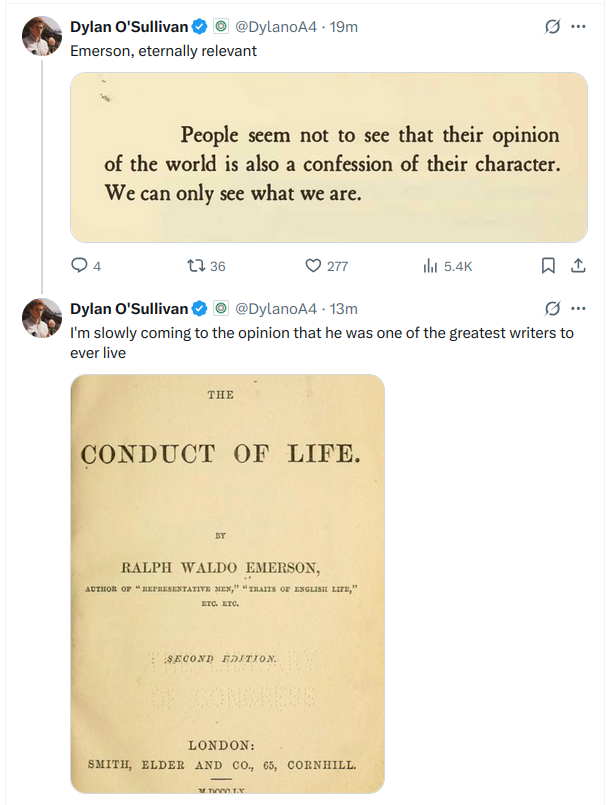 Dylan O'Sullivan @DylanoA4 · 19m
Emerson, eternally relevant
People seem not to see that their opinion
of the world is also a confession of their character.
We can only see what we are.
4 36 277 5.4K
Dylan O'Sullivan @DylanoA4 · 13m
I'm slowly coming to the opinion that he was one of the greatest writers to
ever live
THE
CONDUCT OF LIFE.
BY
RALPH WALDO EMERSON,
AUTHOR OF "REPRESENTATIVE MEN," "TRAITS OF ENGLISH LIFE,"
ETC. ETC.
SECOND EDITION.
LONDON:
SMITH, ELDER AND CO., 65, CORNHILL.